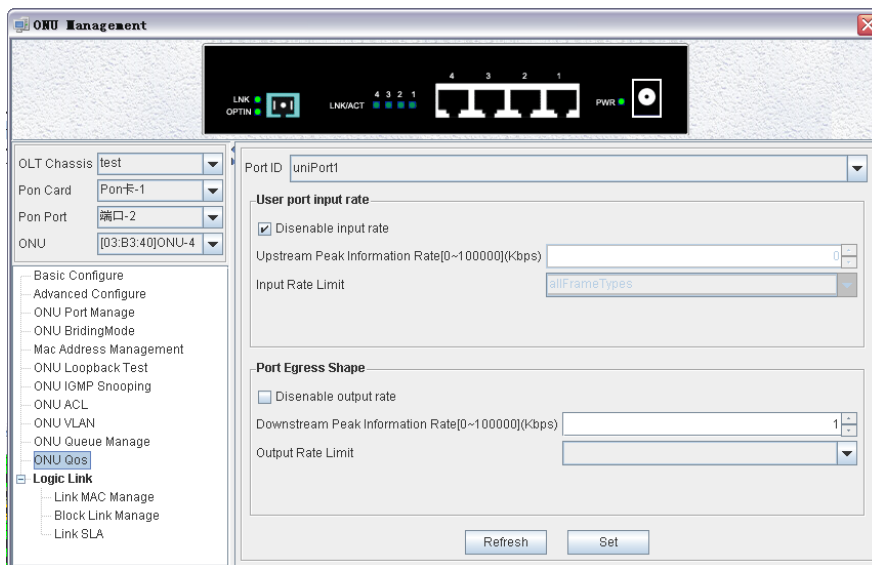 ONU Management
4 3 2 1
LNK
OPTIN
LNK/ACT
4 3 2 1
PWR
OLT Chassis test
Pon Card Pon卡-1
Pon Port 端口-2
ONU [03:B3:40]ONU-4
Basic Configure
Advanced Configure
ONU Port Manage
ONU BridingMode
Mac Address Management
ONU Loopback Test
ONU IGMP Snooping
ONU ACL
ONU VLAN
ONU Queue Manage
ONU Qos
Logic Link
Link MAC Manage
Block Link Manage
Link SLA
Port ID uniPort1
User port input rate
Disenable input rate
Upstream Peak Information Rate[0~100000](Kbps) 0
Input Rate Limit allFrameTypes
Port Egress Shape
Disenable output rate
Downstream Peak Information Rate[0~100000](Kbps) 1
Output Rate Limit
Refresh Set